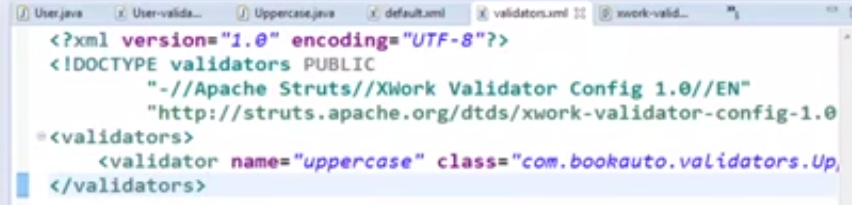 User.java User-valida... Uppercase.java default.xml validators.xml xwork-valid...
<?xml version="1.0" encoding="UTF-8"?>
<!DOCTYPE validators PUBLIC
"-//Apache Struts//XWork Validator Config 1.0//EN"
"http://struts.apache.org/dtds/xwork-validator-config-1.0
<validators>
<validator name="uppercase" class="com.bookauto.validators.Up
</validators>